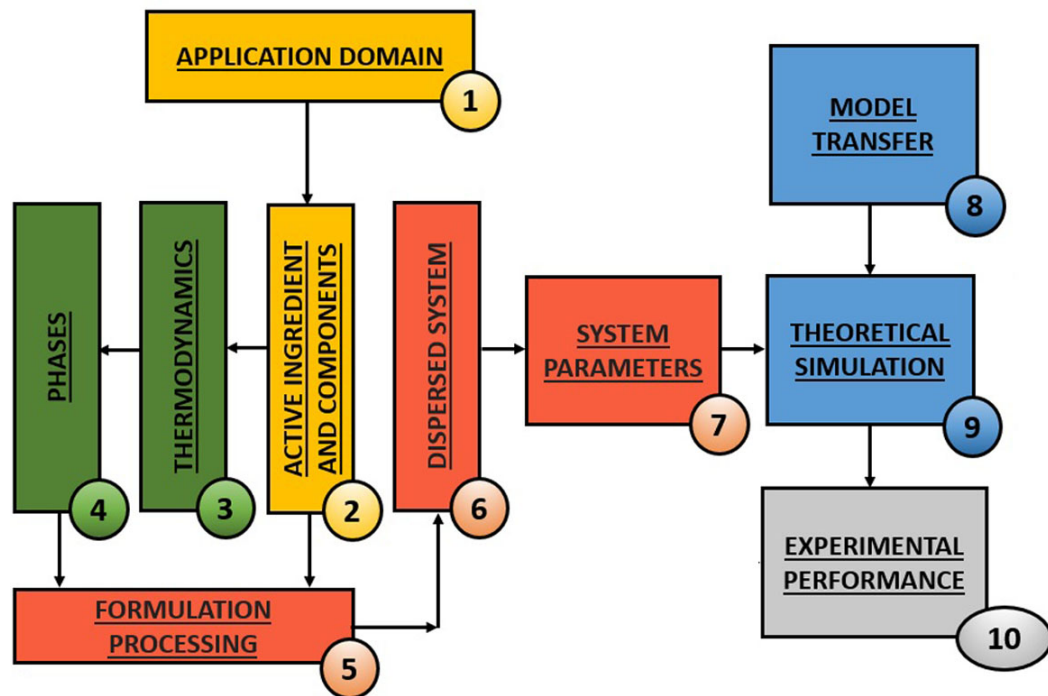 APPLICATION DOMAIN
1
ACTIVE INGREDIENT
AND COMPONENTS
2
THERMODYNAMICS
3
PHASES
4
FORMULATION
PROCESSING
5
DISPERSED SYSTEM
6
SYSTEM
PARAMETERS
7
MODEL
TRANSFER
8
THEORETICAL
SIMULATION
9
EXPERIMENTAL
PERFORMANCE
10